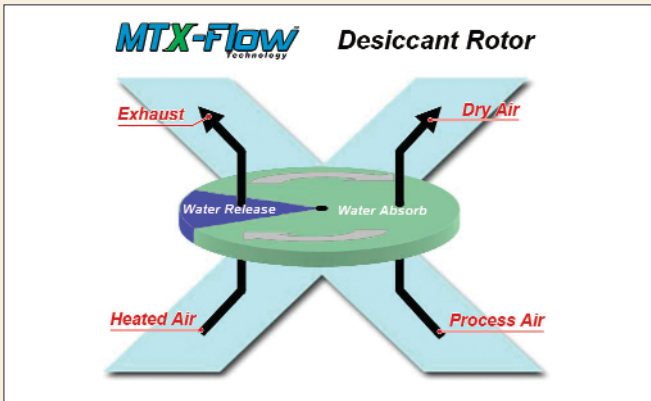 MTX-Flow Desiccant Rotor
Technology
Exhaust Dry Air
Water Release Water Absorb
Heated Air Process Air